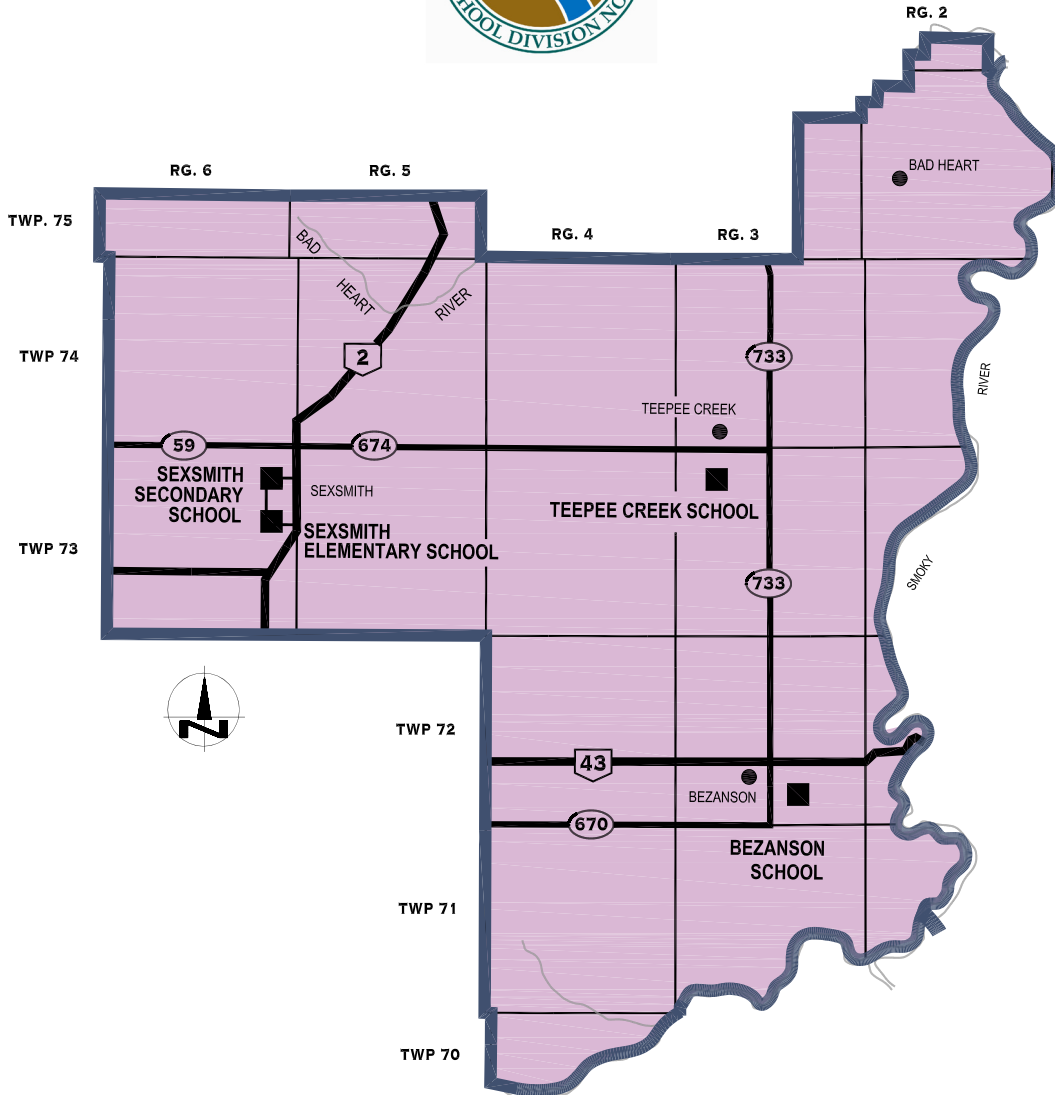 HOOL DIVISION NO
RG. 2
BAD HEART
RG. 6
RG. 5
TWP. 75
RG. 4
RG. 3
BAD
HEART
RIVER
TWP 74
2
733
RIVER
TEEPEE CREEK
59
674
SEXSMITH
SECONDARY
SCHOOL
SEXSMITH
TEEPEE CREEK SCHOOL
SEXSMITH
ELEMENTARY SCHOOL
TWP 73
733
SMOKY
N
TWP 72
43
BEZANSON
670
BEZANSON
SCHOOL
TWP 71
TWP 70